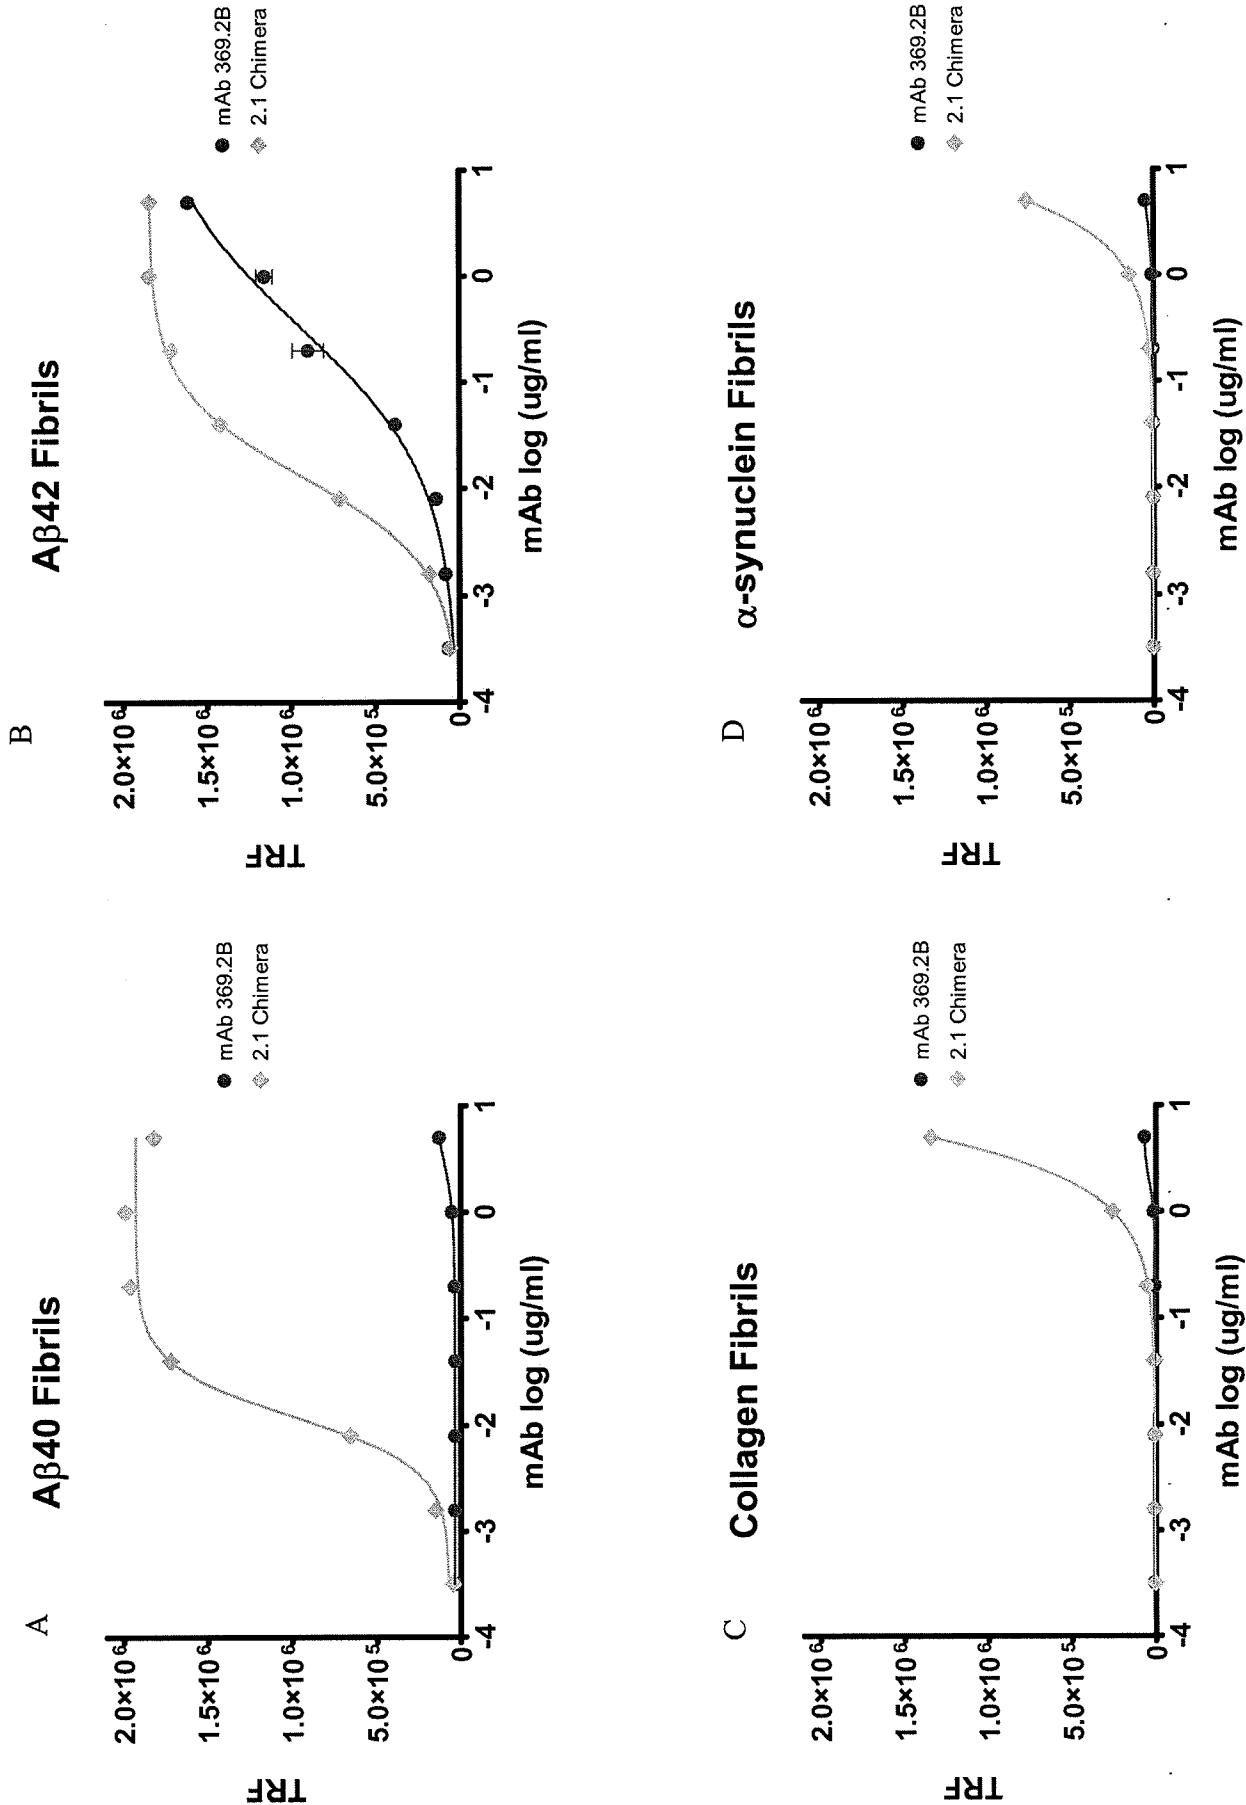 A
Aβ40 Fibrils
TRF
2.0×10⁶
1.5×10⁶
1.0×10⁶
5.0×10⁵
0
-4 -3 -2 -1 0 1
mAb log (ug/ml)
mAb 369.2B
2.1 Chimera
B
Aβ42 Fibrils
TRF
2.0×10⁶
1.5×10⁶
1.0×10⁶
5.0×10⁵
0
-4 -3 -2 -1 0 1
mAb log (ug/ml)
mAb 369.2B
2.1 Chimera
C
Collagen Fibrils
TRF
2.0×10⁶
1.5×10⁶
1.0×10⁶
5.0×10⁵
0
-4 -3 -2 -1 0 1
mAb log (ug/ml)
mAb 369.2B
2.1 Chimera
D
α-synuclein Fibrils
TRF
2.0×10⁶
1.5×10⁶
1.0×10⁶
5.0×10⁵
0
-4 -3 -2 -1 0 1
mAb log (ug/ml)
mAb 369.2B
2.1 Chimera